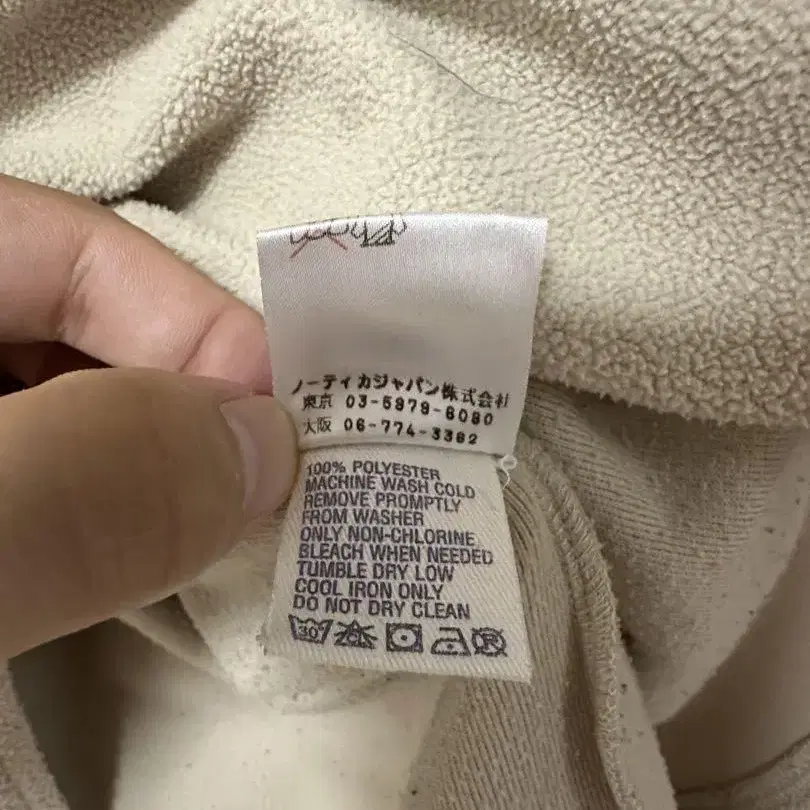 ノーティカジャパン株式会社
東京 03-5979-6080
大阪 06-774-3382
100% POLYESTER
MACHINE WASH COLD
REMOVE PROMPTLY
FROM WASHER
ONLY NON-CHLORINE
BLEACH WHEN NEEDED
TUMBLE DRY LOW
COOL IRON ONLY
DO NOT DRY CLEAN
30